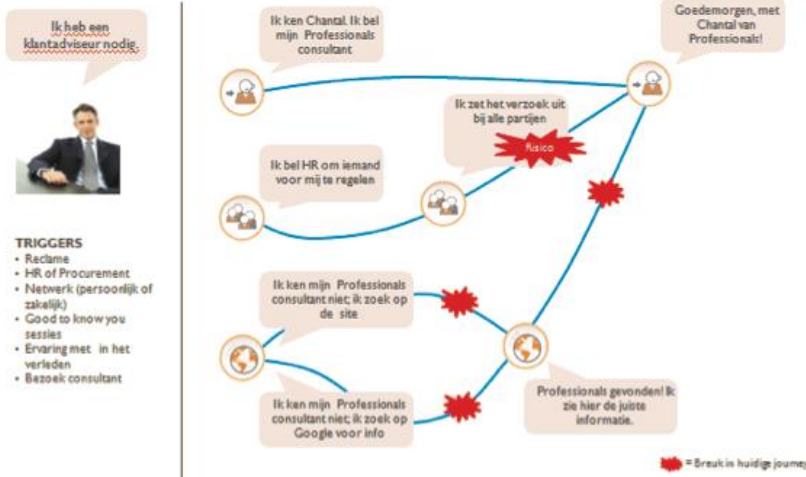 Ik heb een
klantadviseur nodig.
TRIGGERS
• Reclame
• HR of Procurement
• Netwerk (persoonlijk of
zakelijk)
• Good to know you
sessies
• Ervaring met in het
verleden
• Bezoek consultant
Ik ken Chantal. Ik bel
mijn Professionals
consultant
Goedemorgen, met
Chantal van
Professionals!
Ik zet het verzoek uit
bij alle partijen
Risico
Ik bel HR om iemand
voor mij te regelen
Ik ken mijn Professionals
consultant niet; ik zoek op
de site
Ik ken mijn Professionals
consultant niet; ik zoek op
Google voor info
Professionals gevonden! Ik
zie hier de juiste
informatie.
= Breuk in huidige journey